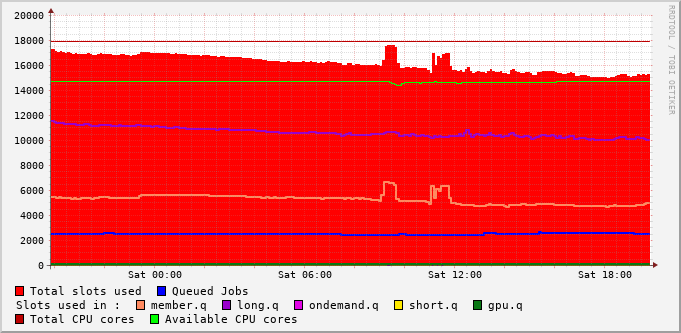 RRDTOOL / TOBI OETIKER
20000
18000
16000
14000
12000
10000
8000
6000
4000
2000
0
Sat 00:00 Sat 06:00 Sat 12:00 Sat 18:00
Total slots used Queued Jobs
Slots used in : member.q long.q ondemand.q short.q gpu.q
Total CPU cores Available CPU cores